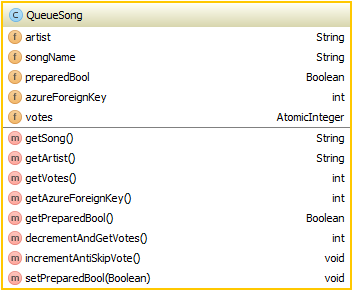 C QueueSong
f artist String
f songName String
f preparedBool Boolean
f azureForeignKey int
f votes AtomicInteger
m getSong() String
m getArtist() String
m getVotes() int
m getAzureForeignKey() int
m getPreparedBool() Boolean
m decrementAndGetVotes() int
m incrementAntiSkipVote() void
m setPreparedBool(Boolean) void